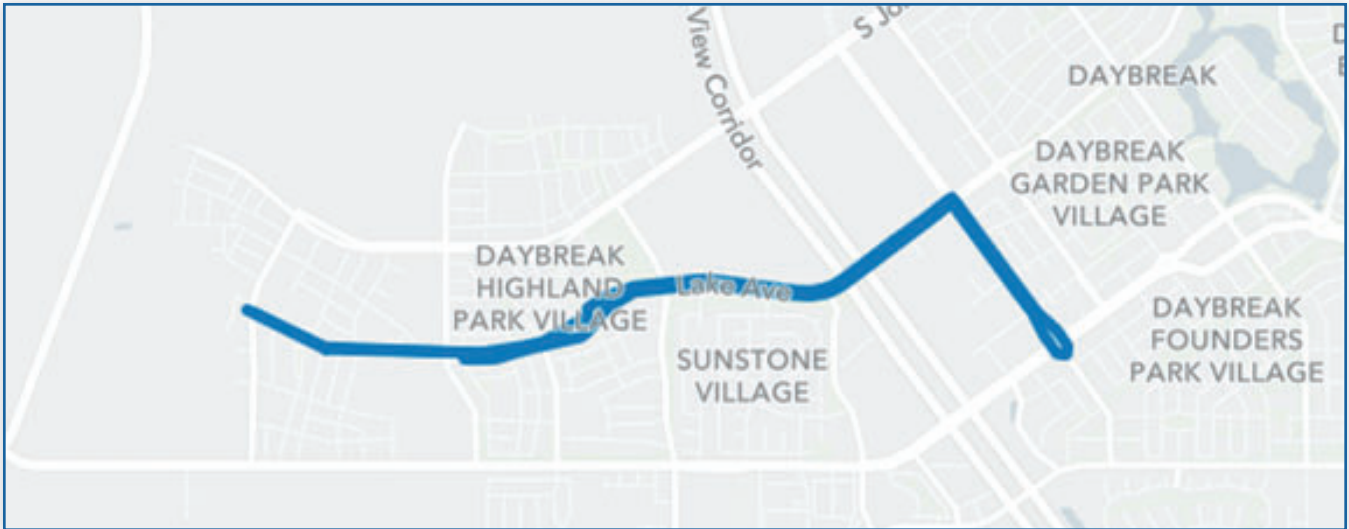 View Corridor
DAYBREAK
DAYBREAK
GARDEN PARK
VILLAGE
DAYBREAK
HIGHLAND
PARK VILLAGE
Lake Ave
SUNSTONE
VILLAGE
DAYBREAK
FOUNDERS
PARK VILLAGE